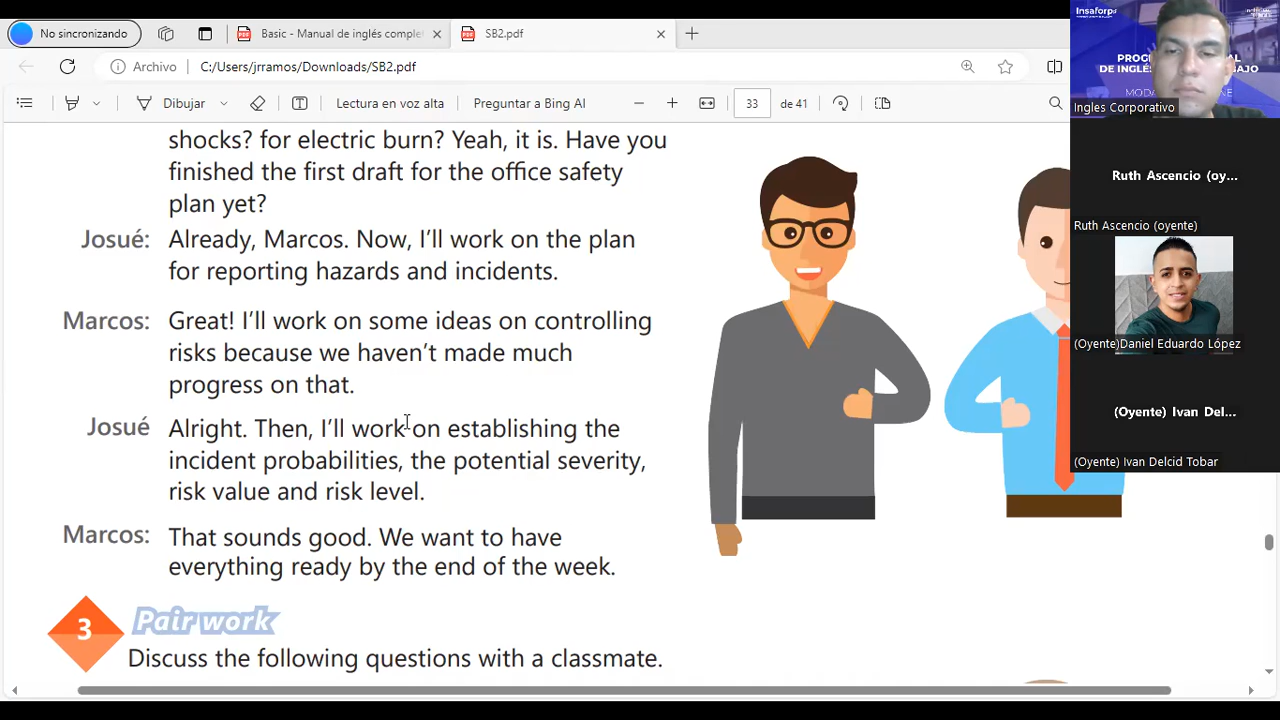 No sincronizando
Basic - Manual de inglés comple
SB2.pdf
Archivo
C:/Users/jrramos/Downloads/SB2.pdf
Dibujar
Lectura en voz alta
Preguntar a Bing AI
33
de 41
shocks? for electric burn? Yeah, it is. Have you
finished the first draft for the office safety
plan yet?
Josué: Already, Marcos. Now, I'll work on the plan
for reporting hazards and incidents.
Marcos: Great! I'll work on some ideas on controlling
risks because we haven't made much
progress on that.
Josué Alright. Then, I'll work on establishing the
incident probabilities, the potential severity,
risk value and risk level.
Marcos: That sounds good. We want to have
everything ready by the end of the week.
3
Pair work
Discuss the following questions with a classmate.
Insaforp
Ingles Corporativo
Ruth Ascencio (oy...
Ruth Ascencio (oyente)
(Oyente)Daniel Eduardo López
(Oyente) Ivan Del...
(Oyente) Ivan Delcid Tobar